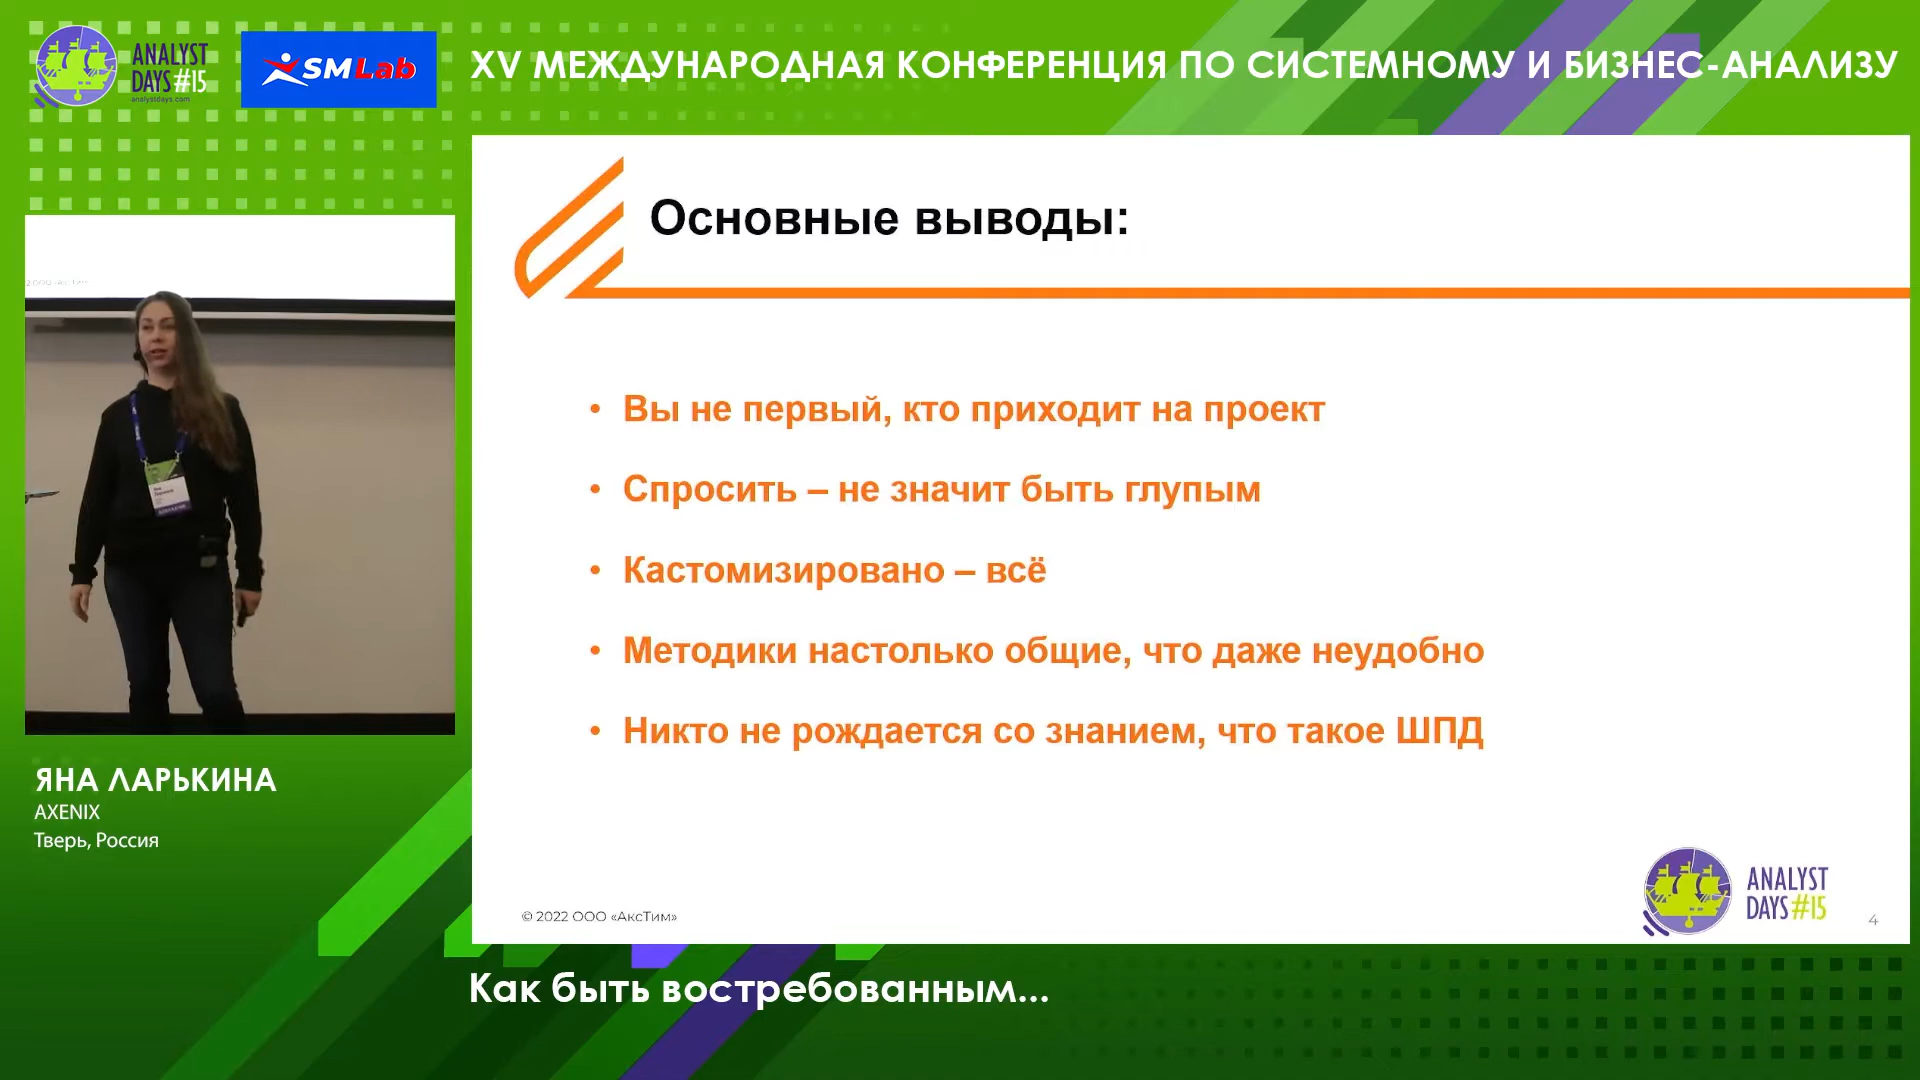 ANALYST
DAYS #15
analystdays.com
SMLab
XV МЕЖДУНАРОДНАЯ КОНФЕРЕНЦИЯ ПО СИСТЕМНОМУ И БИЗНЕС-АНАЛИЗУ
Основные выводы:
• Вы не первый, кто приходит на проект
• Спросить – не значит быть глупым
• Кастомизировано – всё
• Методики настолько общие, что даже неудобно
• Никто не рождается со знанием, что такое ШПД
ЯНА ЛАРЬКИНА
AXENIX
Тверь, Россия
© 2022 ООО «АксТим»
ANALYST
DAYS #15
4
Как быть востребованным...